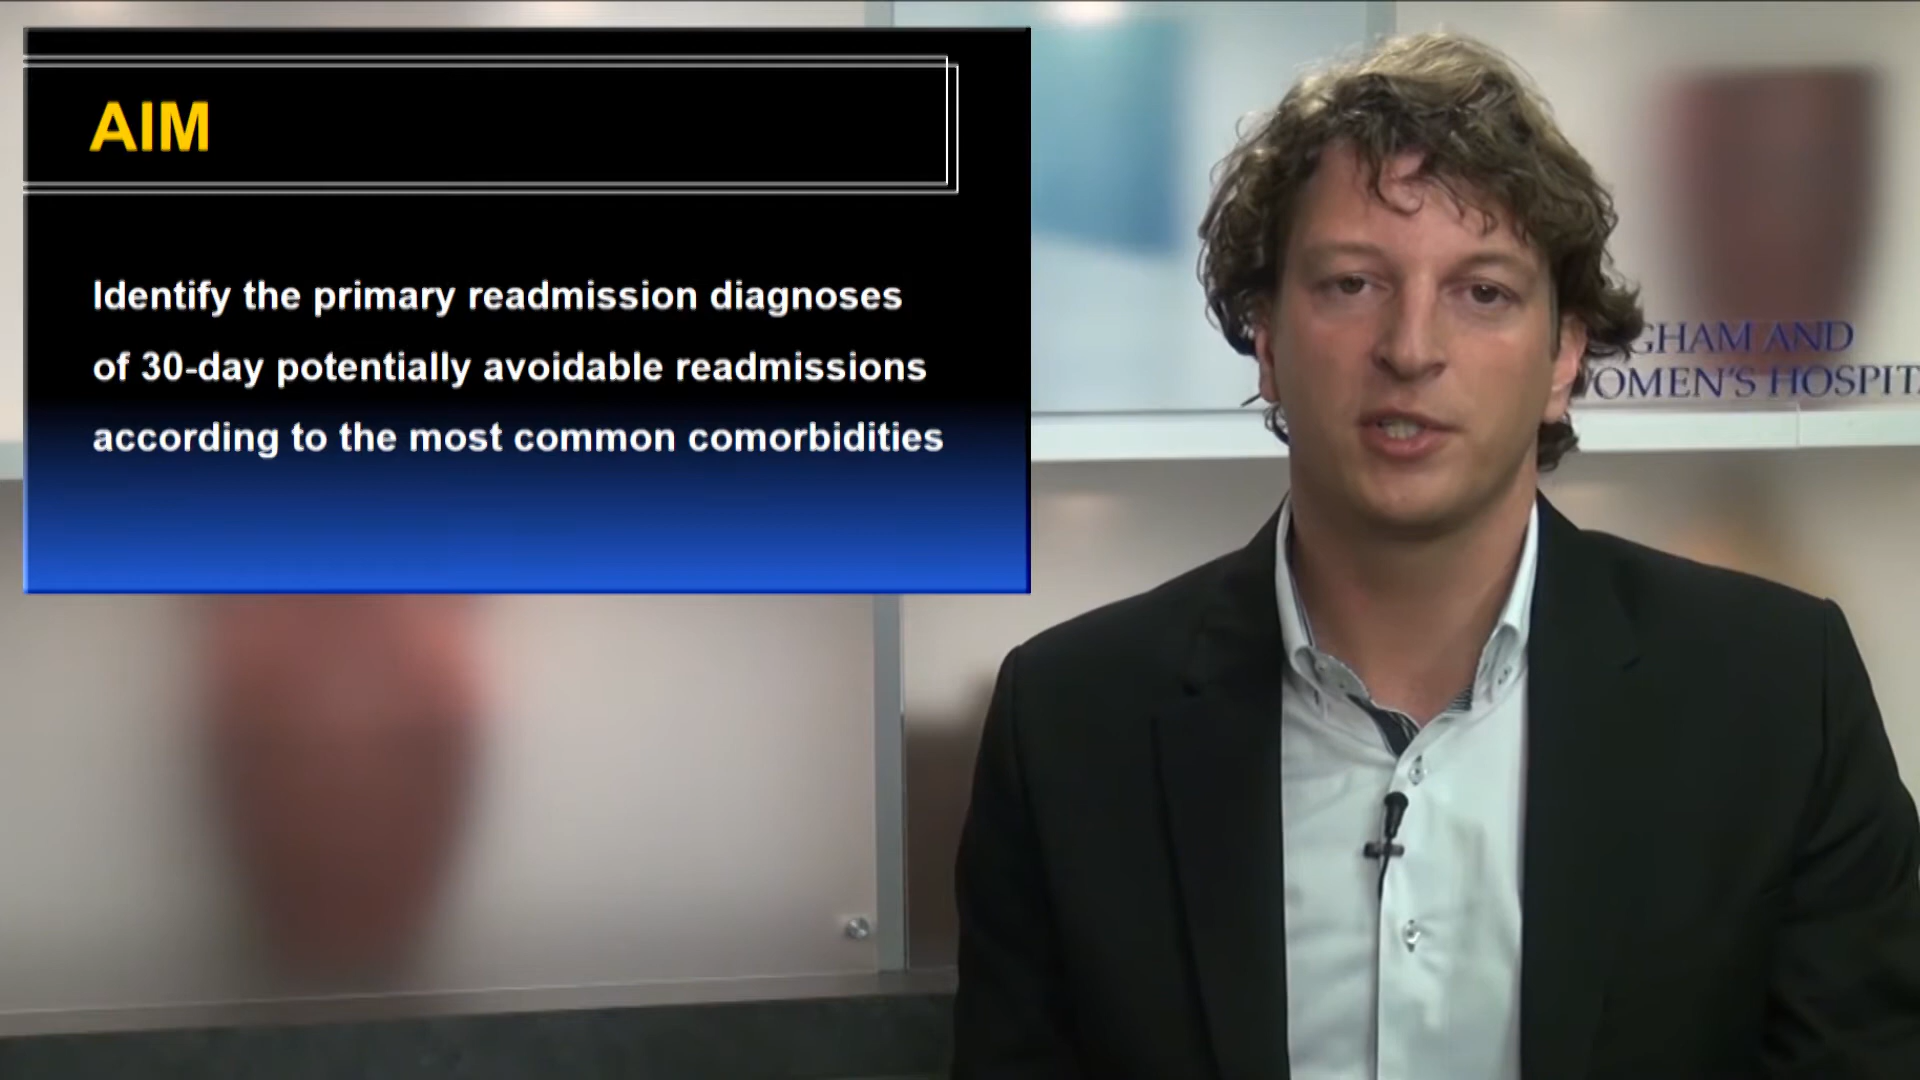 AIM
Identify the primary readmission diagnoses
of 30-day potentially avoidable readmissions
according to the most common comorbidities
GHAM AND
OMEN'S HOSPIT